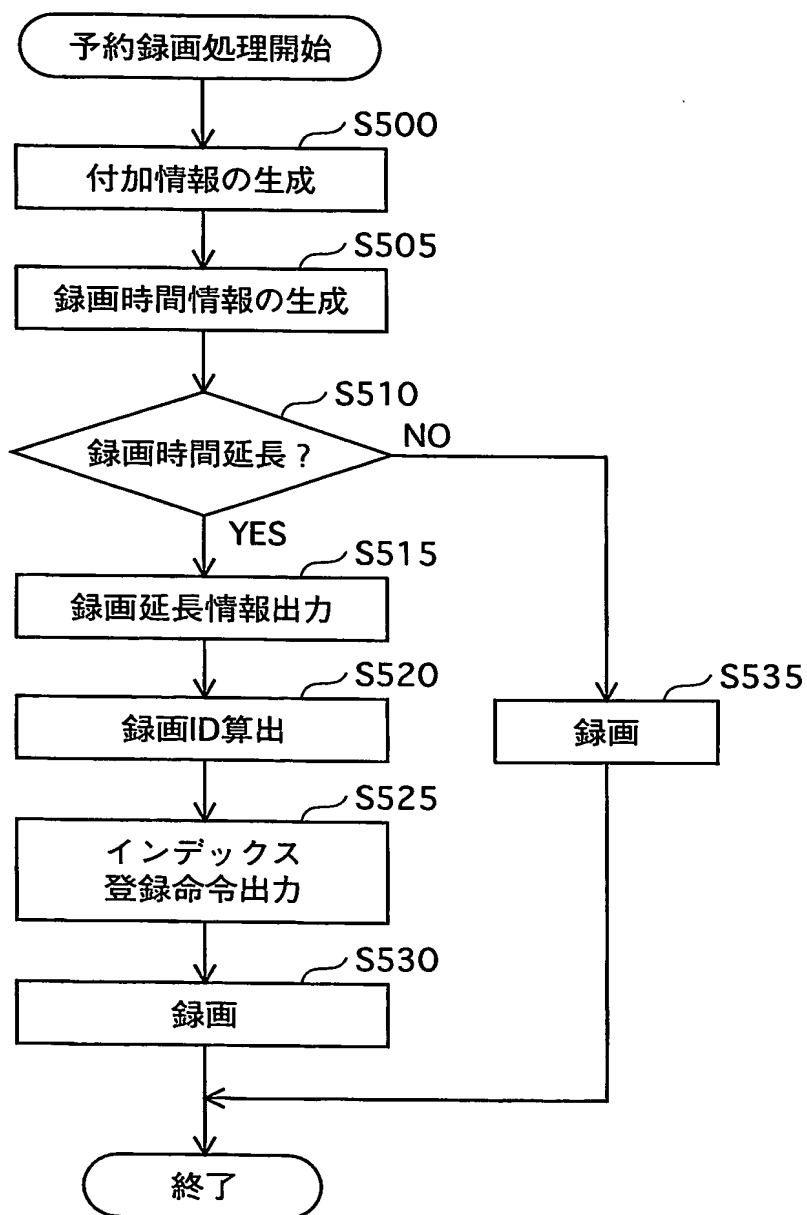 予約録画処理開始
S500
付加情報の生成
S505
録画時間情報の生成
S510
録画時間延長？
NO
YES
S515
録画延長情報出力
S520
録画ID算出
S535
録画
S525
インデックス
登録命令出力
S530
録画
終了